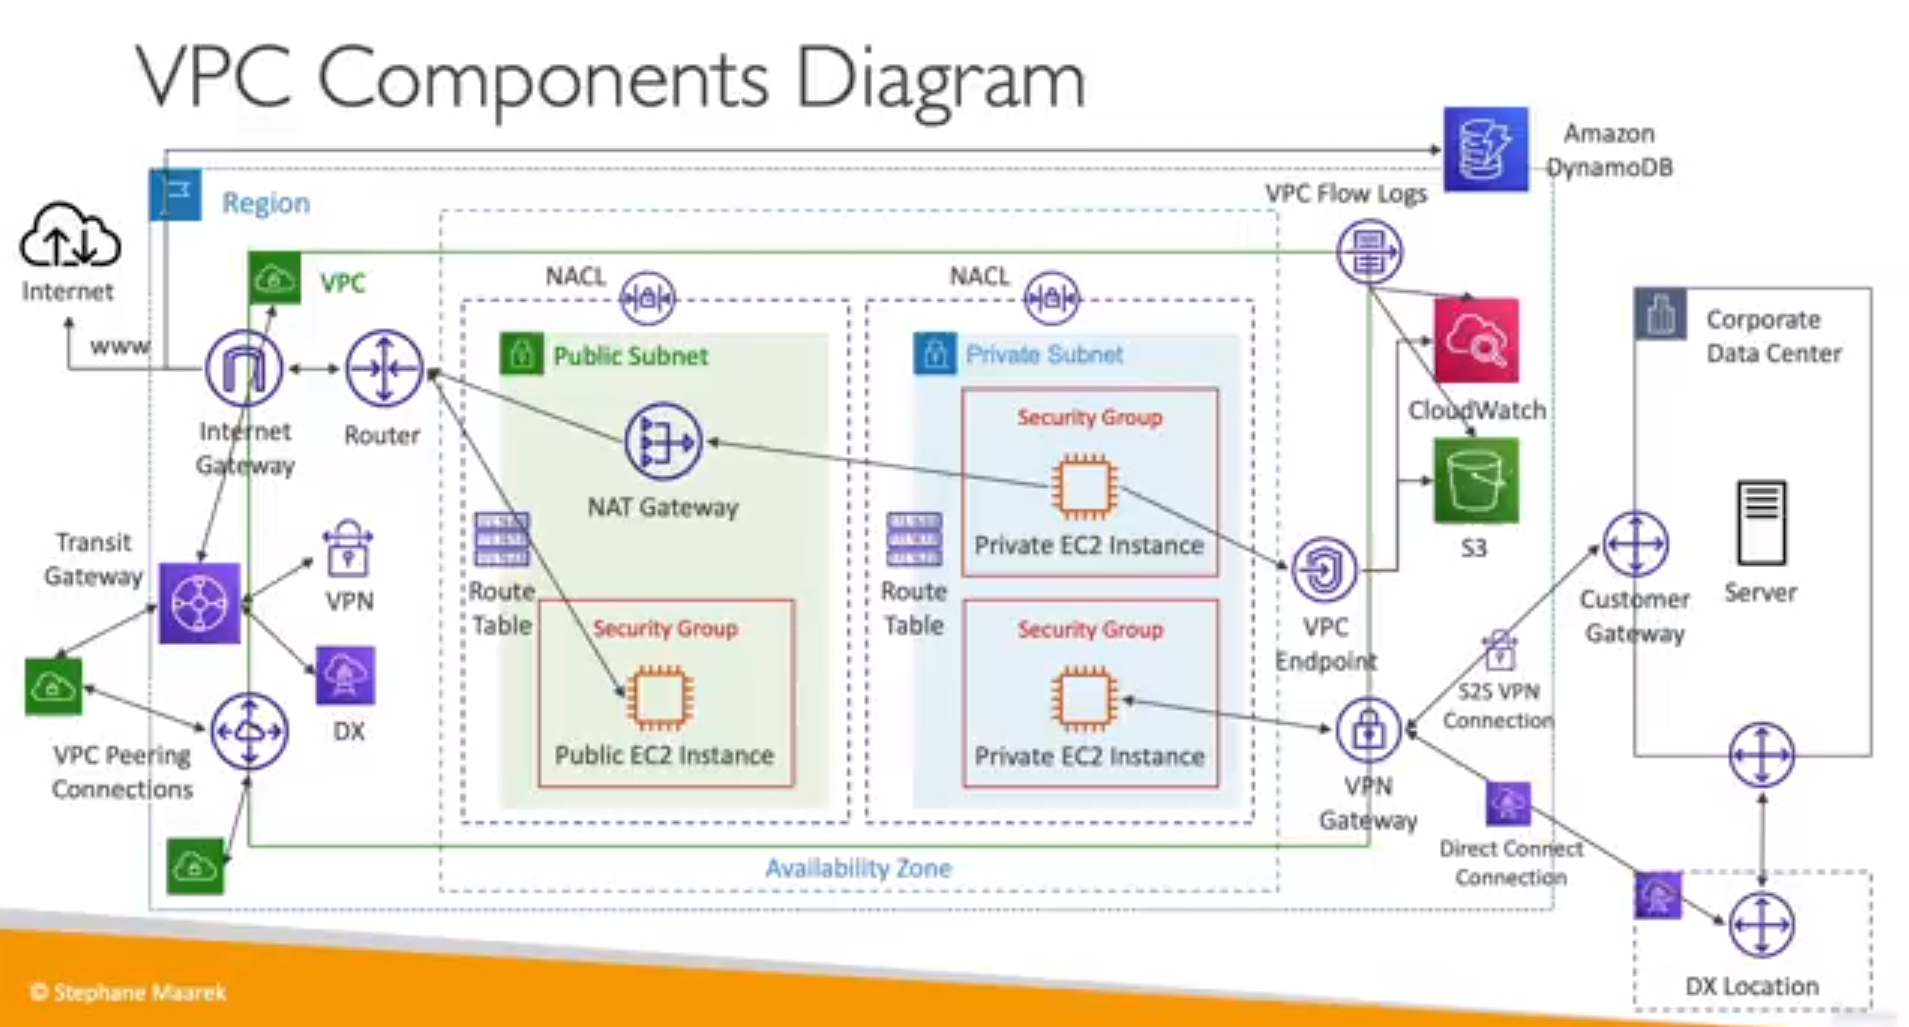 VPC Components Diagram
Amazon
DynamoDB
VPC Flow Logs
Region
Internet
www
VPC
NACL
NACL
Public Subnet
Private Subnet
Internet
Gateway
Router
NAT Gateway
Security Group
Private EC2 Instance
CloudWatch
S3
Corporate
Data Center
Server
Customer
Gateway
Transit
Gateway
VPN
DX
Route
Table
Route
Table
Security Group
Public EC2 Instance
Security Group
Private EC2 Instance
VPC
Endpoint
S2S VPN
Connection
VPN
Gateway
VPC Peering
Connections
Direct Connect
Connection
Availability Zone
DX Location
© Stephane Maarek